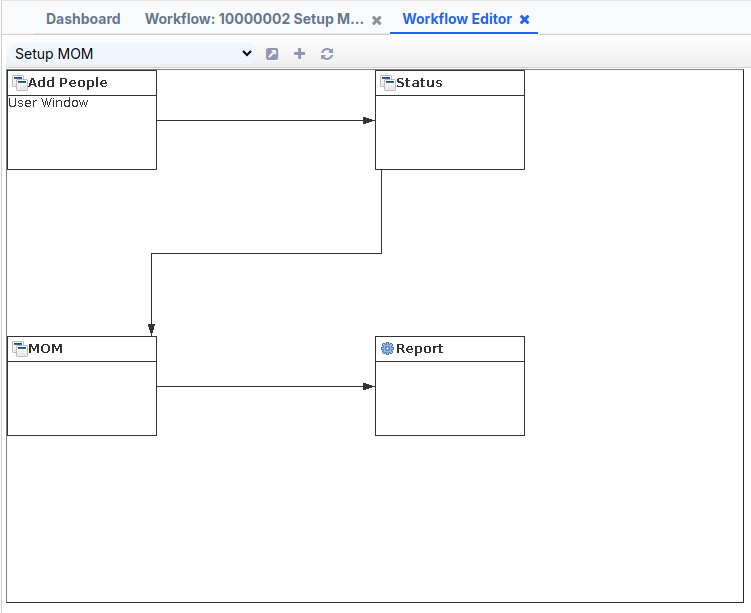 Dashboard
Workflow: 10000002 Setup M...
Workflow Editor
Setup MOM
Add People
User Window
Status
MOM
Report